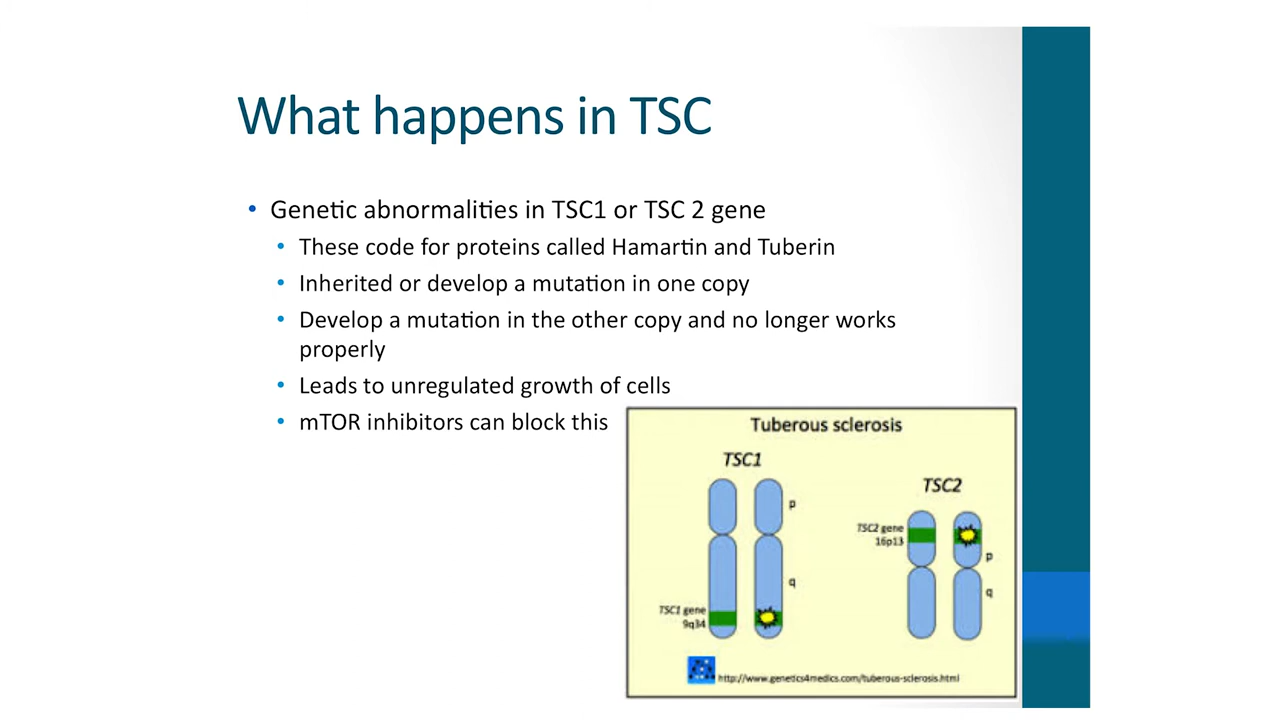 What happens in TSC
• Genetic abnormalities in TSC1 or TSC 2 gene
• These code for proteins called Hamartin and Tuberin
• Inherited or develop a mutation in one copy
• Develop a mutation in the other copy and no longer works
properly
• Leads to unregulated growth of cells
• mTOR inhibitors can block this
Tuberous sclerosis
TSC1
TSC2
p
TSC2 gene
16p13
p
q
q
TSC1 gene
9q34
http://www.genetics4medics.com/tuberous-sclerosis.html